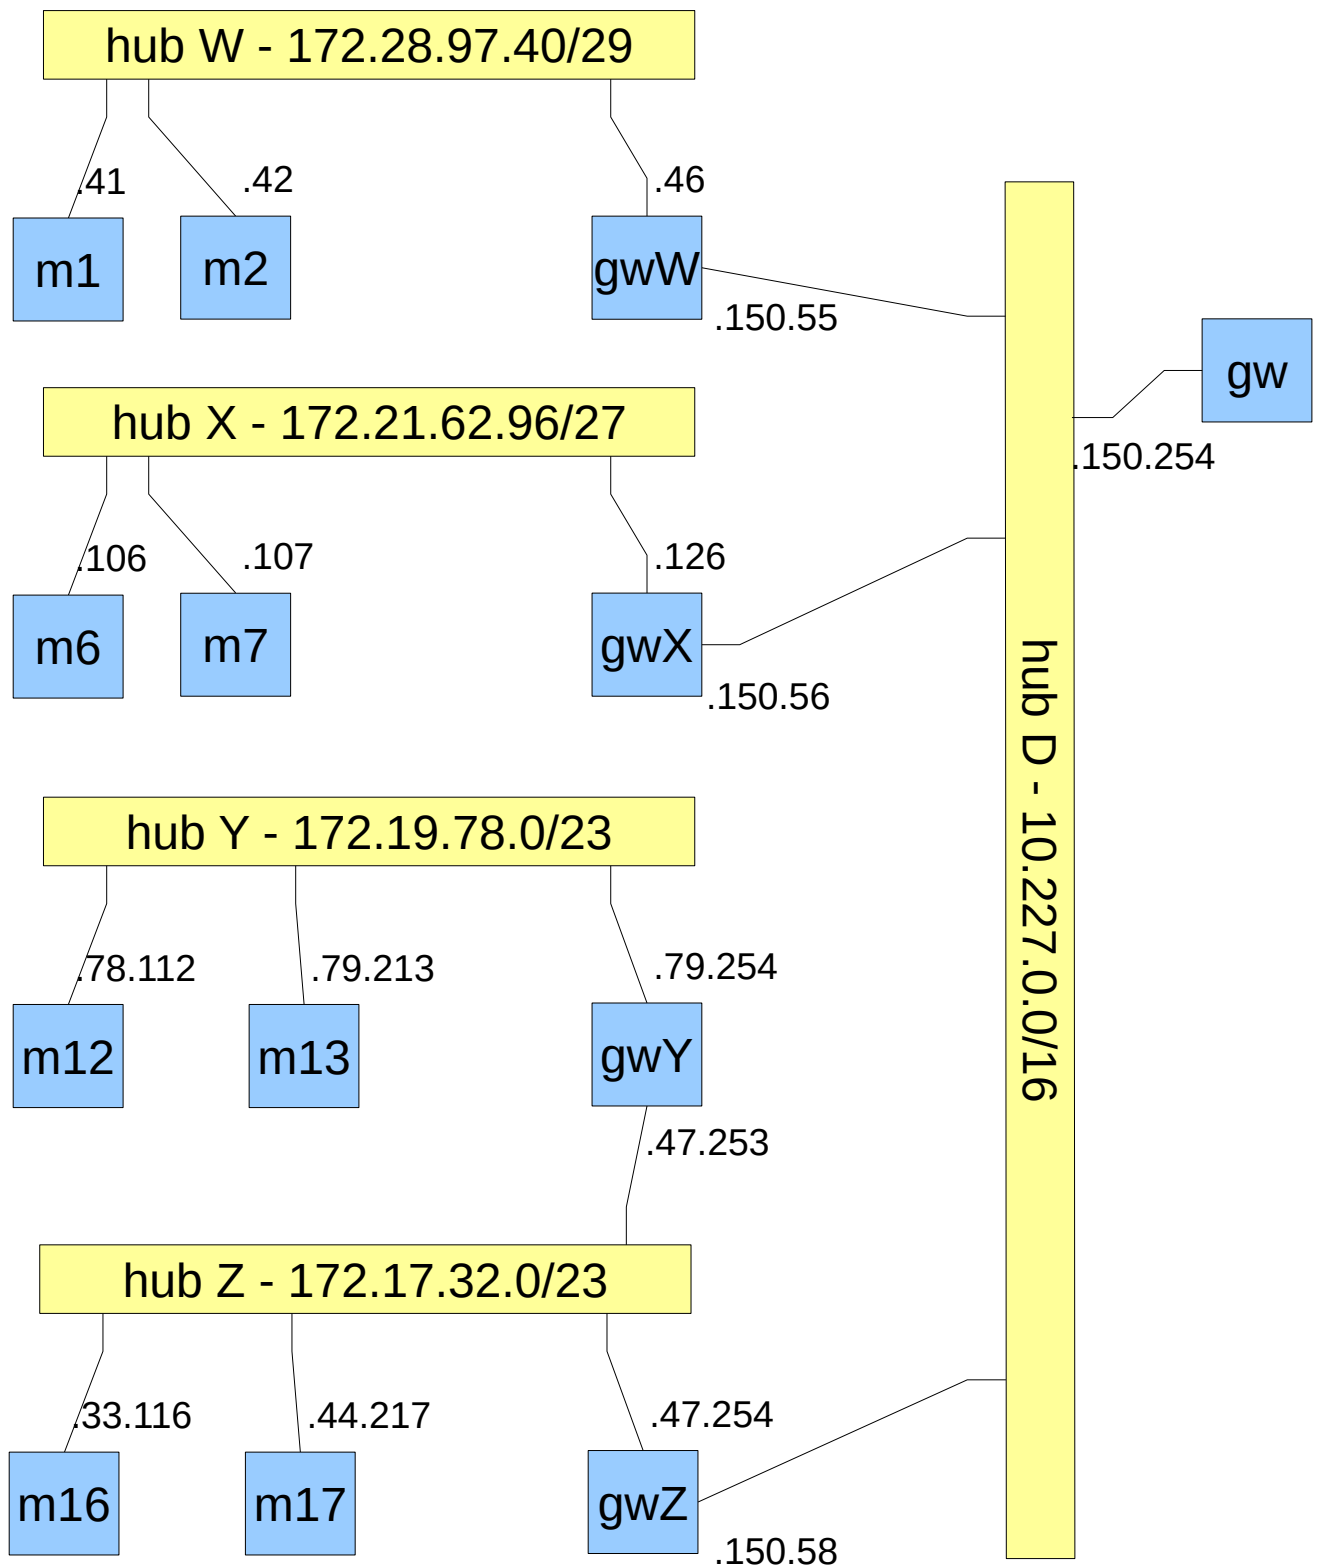 hub W - 172.28.97.40/29
.41
.42
.46
m1
m2
gwW
.150.55
gw
.150.254
hub X - 172.21.62.96/27
.106
.107
.126
m6
m7
gwX
.150.56
hub D - 10.227.0.0/16
hub Y - 172.19.78.0/23
.78.112
.79.213
.79.254
m12
m13
gwY
.47.253
hub Z - 172.17.32.0/23
.33.116
.44.217
.47.254
m16
m17
gwZ
.150.58